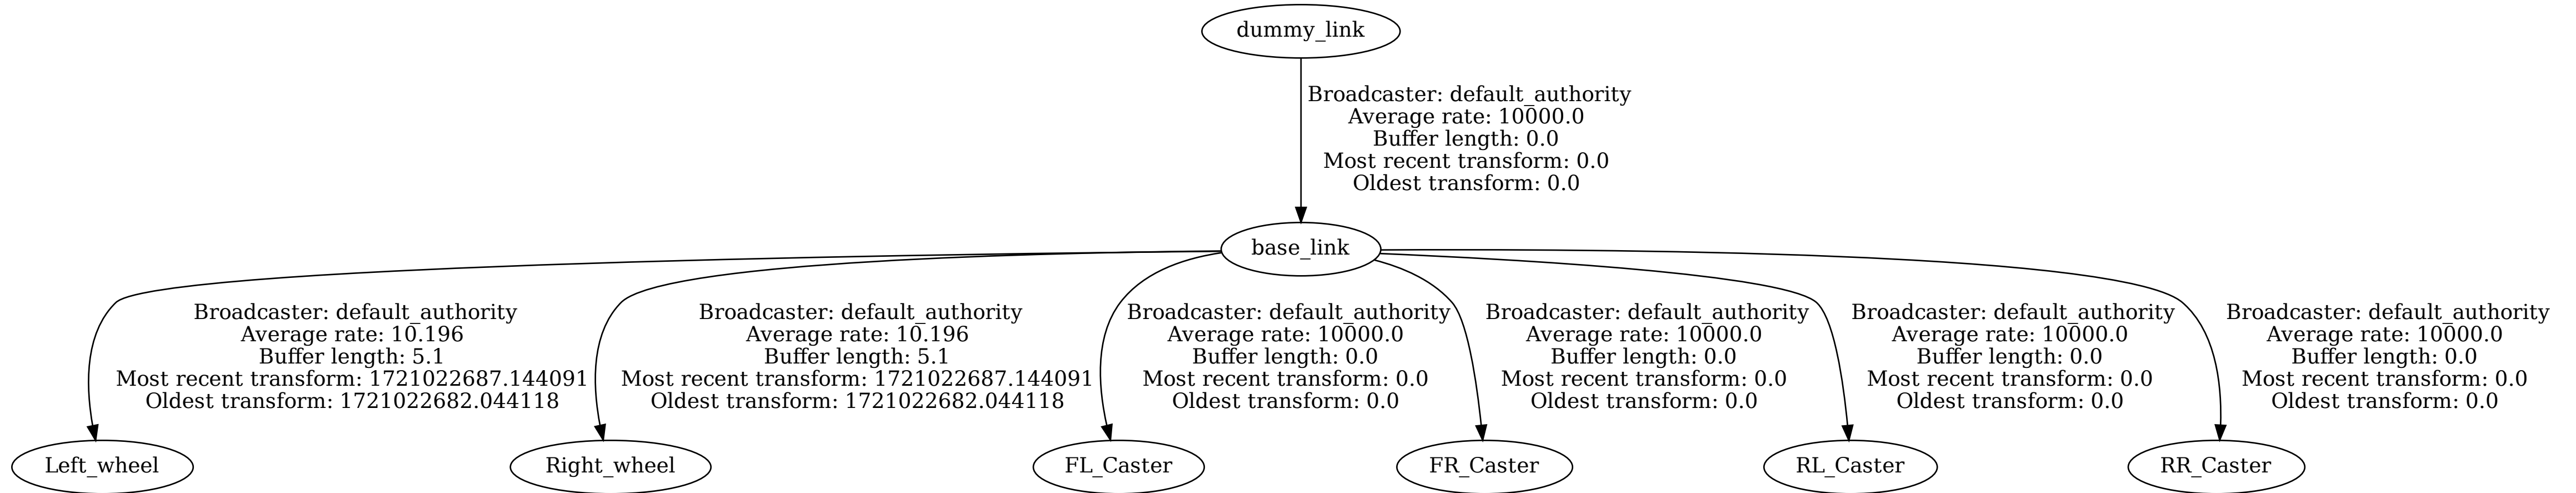 dummy_link
Broadcaster: default_authority
Average rate: 10000.0
Buffer length: 0.0
Most recent transform: 0.0
Oldest transform: 0.0
base_link
Broadcaster: default_authority
Average rate: 10.196
Buffer length: 5.1
Most recent transform: 1721022687.144091
Oldest transform: 1721022682.044118
Broadcaster: default_authority
Average rate: 10.196
Buffer length: 5.1
Most recent transform: 1721022687.144091
Oldest transform: 1721022682.044118
Broadcaster: default_authority
Average rate: 10000.0
Buffer length: 0.0
Most recent transform: 0.0
Oldest transform: 0.0
Broadcaster: default_authority
Average rate: 10000.0
Buffer length: 0.0
Most recent transform: 0.0
Oldest transform: 0.0
Broadcaster: default_authority
Average rate: 10000.0
Buffer length: 0.0
Most recent transform: 0.0
Oldest transform: 0.0
Broadcaster: default_authority
Average rate: 10000.0
Buffer length: 0.0
Most recent transform: 0.0
Oldest transform: 0.0
Left_wheel
Right_wheel
FL_Caster
FR_Caster
RL_Caster
RR_Caster